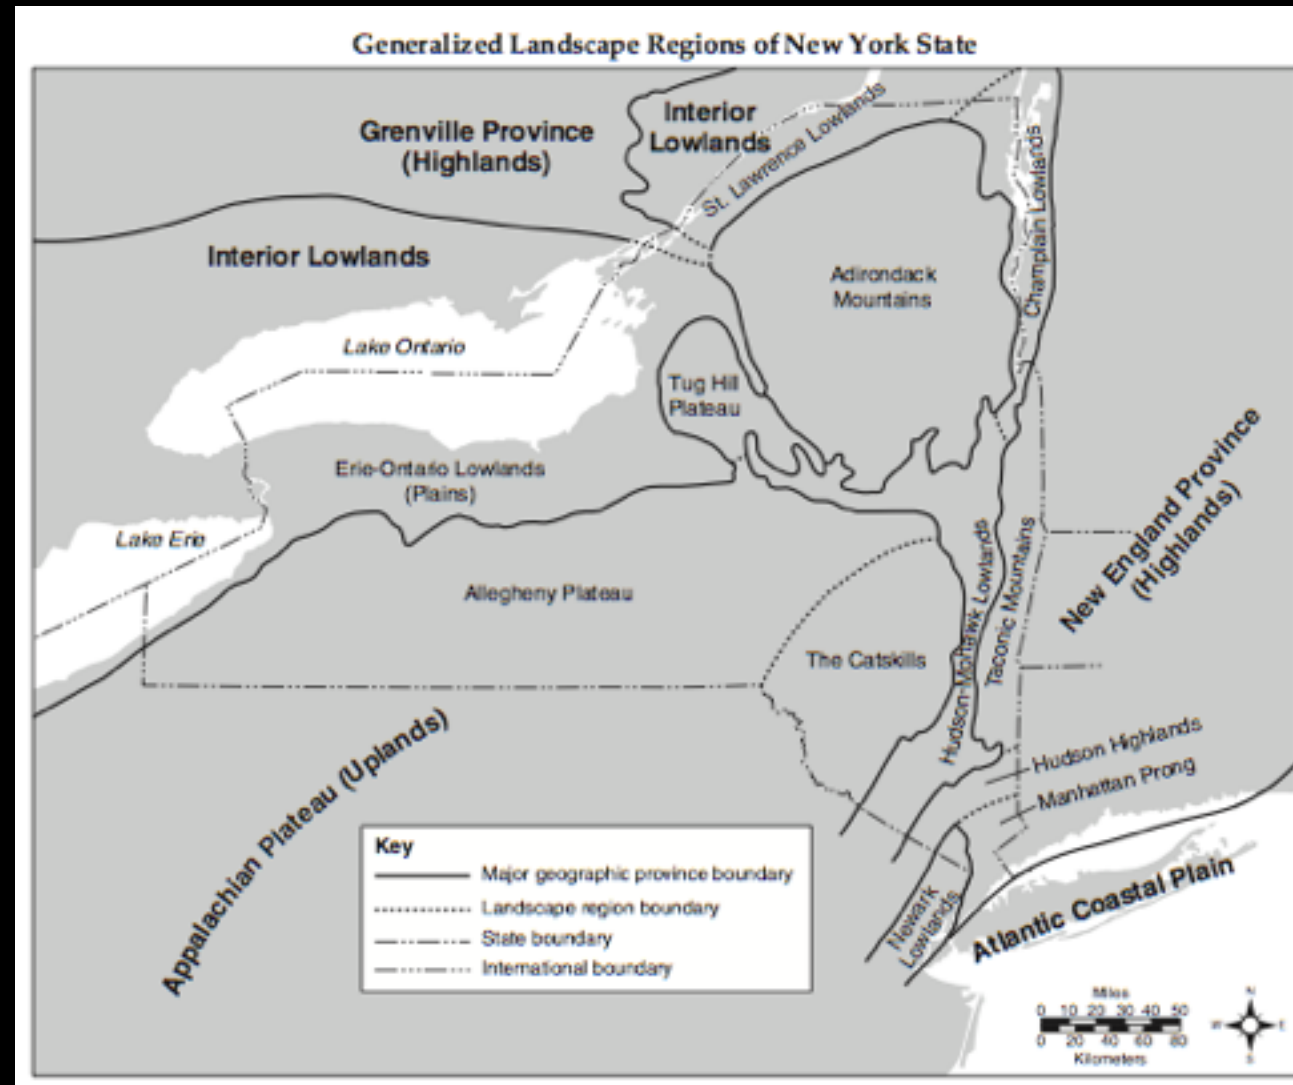 Generalized Landscape Regions of New York State
Grenville Province
(Highlands)
Interior
Lowlands
St. Lawrence Lowlands
Champlain Lowlands
Interior Lowlands
Adirondack
Mountains
Lake Ontario
Tug Hill
Plateau
Erie-Ontario Lowlands
(Plains)
New England Province
(Highlands)
Lake Erie
Allegheny Plateau
Hudson-Mohawk Lowlands
Taconic Mountains
The Catskills
Appalachian Plateau (Uplands)
Hudson Highlands
Manhattan Prong
Key
Major geographic province boundary
Landscape region boundary
State boundary
International boundary
Newark
Lowlands
Atlantic Coastal Plain
Miles
0 10 20 30 40 50
0 20 40 60 80
Kilometers
N
W E
S